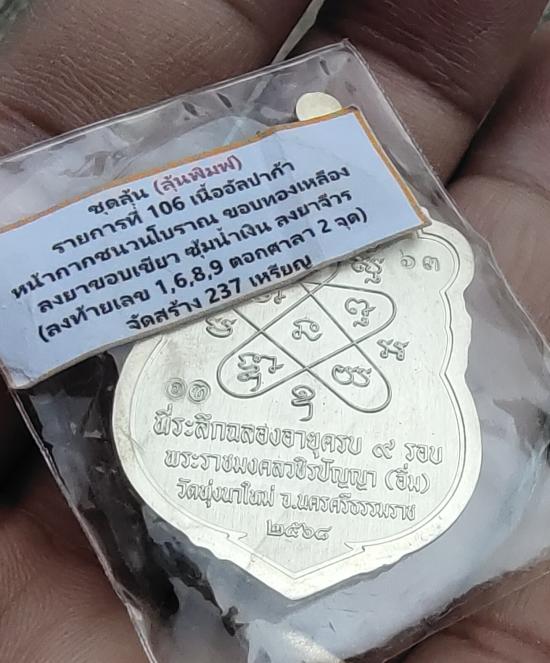 ชุดลุ้น (ลุ้นพิมพ์)
รายการที่ 106 เนื้ออัลปาก้า
หน้ากากชนวนโบราณ ขอบทองเหลือง
ลงยาขอบเขียว ซุ้มน้ำเงิน ลงยาจีวร
(ลงท้ายเลข 1,6,8,9 ตอกศาลา 2 จุด)
จัดสร้าง 237 เหรียญ
๖๓
ที่ระลึกฉลองอายุครบ ๙ รอบ
พระราชมงคลวชิรปัญญา (อิ่ม)
วัดทุ่งนาใหม่ จ.นครศรีธรรมราช
๒๕๖๘